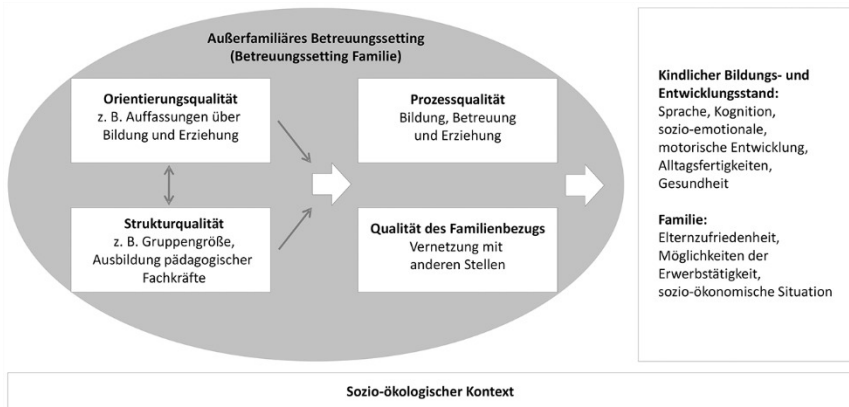 Außerfamiliäres Betreuungssetting
(Betreuungssetting Familie)
Orientierungsqualität
z. B. Auffassungen über
Bildung und Erziehung
Prozessqualität
Bildung, Betreuung
und Erziehung
Strukturqualität
z. B. Gruppengröße,
Ausbildung pädagogischer
Fachkräfte
Qualität des Familienbezugs
Vernetzung mit
anderen Stellen
Kindlicher Bildungs- und
Entwicklungsstand:
Sprache, Kognition,
sozio-emotionale,
motorische Entwicklung,
Alltagsfertigkeiten,
Gesundheit
Familie:
Elternzufriedenheit,
Möglichkeiten der
Erwerbstätigkeit,
sozio-ökonomische Situation
Sozio-ökologischer Kontext